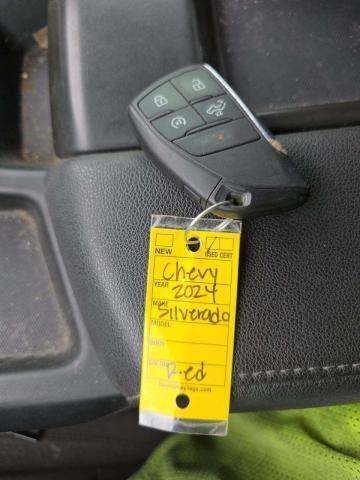 NEW USED CERT
Chevy
YEAR 2024
MAKE Silverado
MODEL
Red